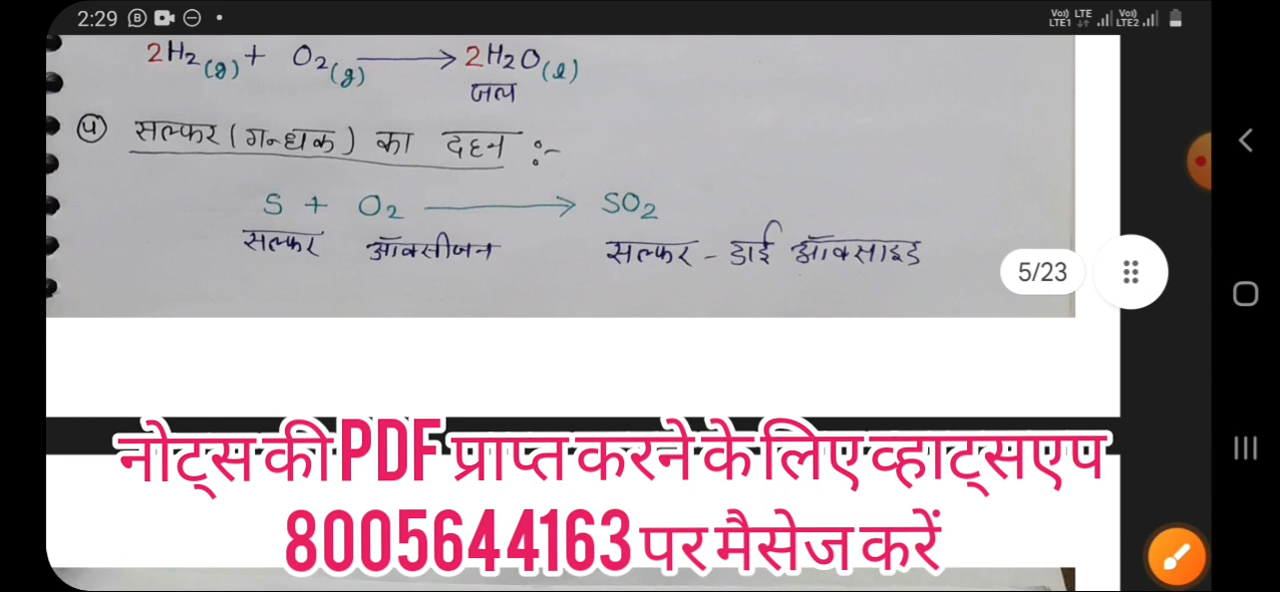 2:29
Vo)) LTE Vo))
LTE1 ↓↑ LTE2
2H2(g) + O2(g) ⟶ 2H2O(l)
जल
५ सल्फर (गन्धक) का दहन :-
S + O2 ⟶ SO2
सल्फर ऑक्सीजन सल्फर - डाई ऑक्साइड
5/23
नोट्स की PDF प्राप्त करने के लिए व्हाट्सएप
8005644163 पर मैसेज करें